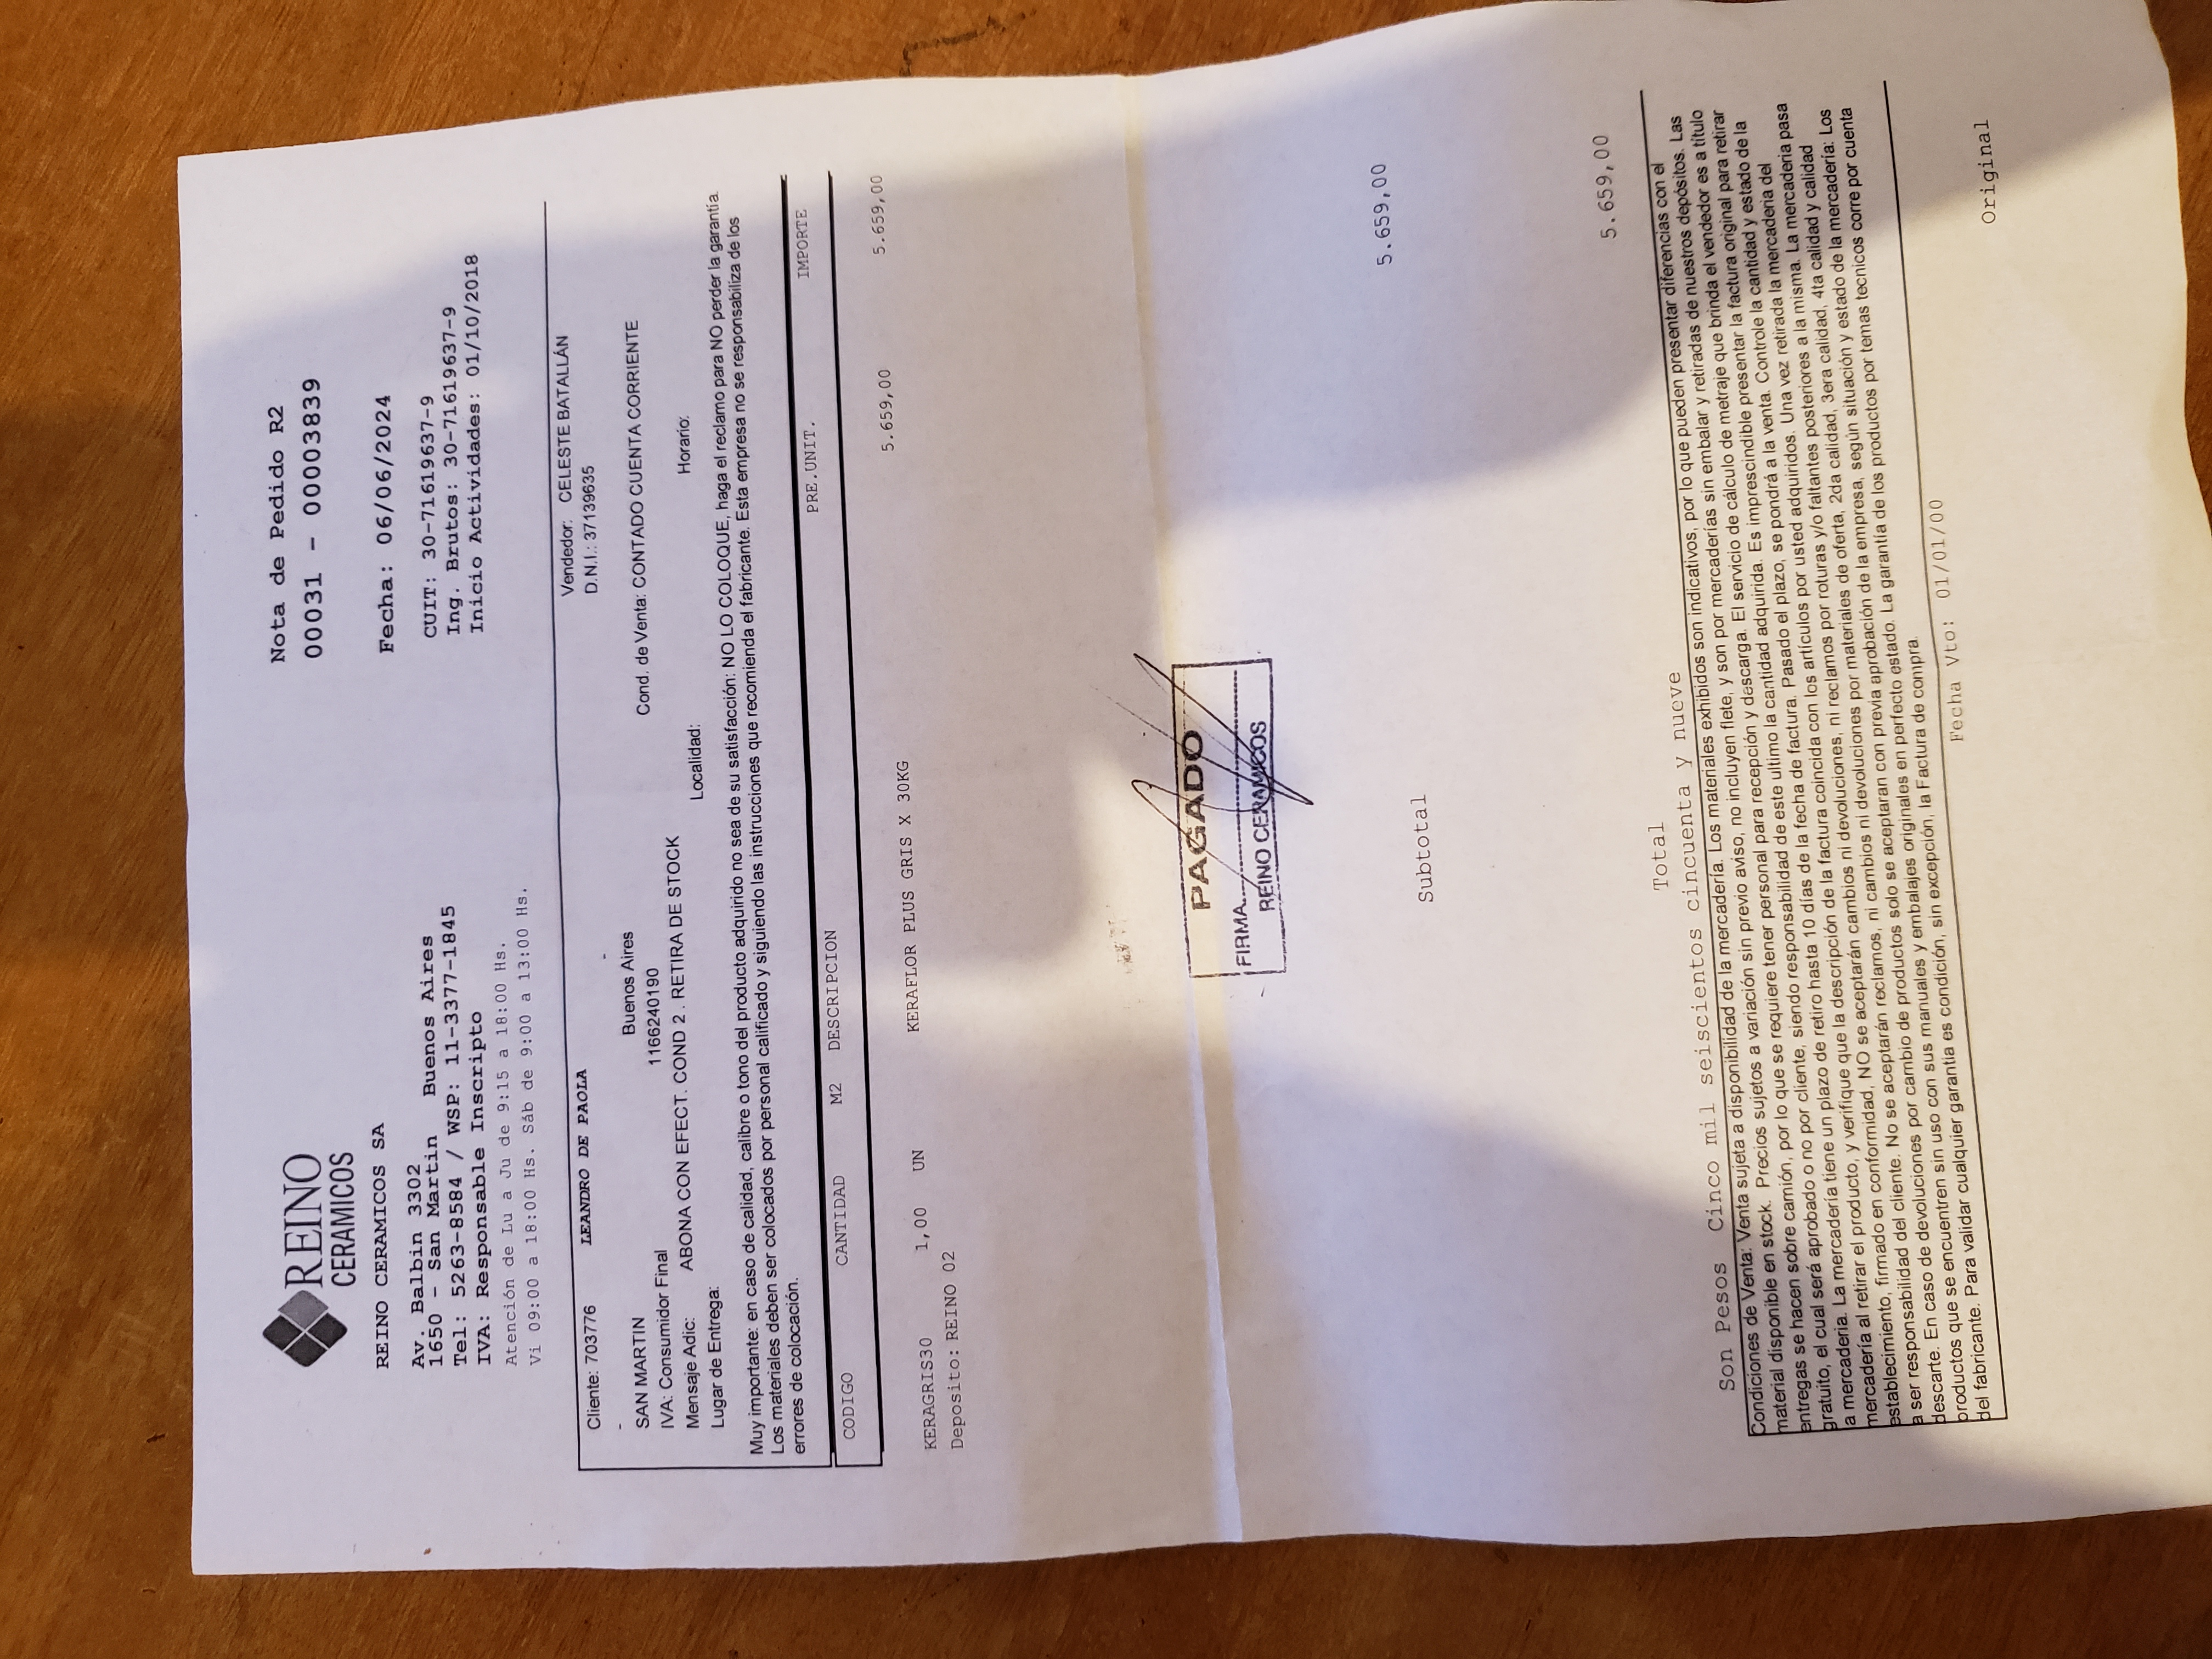 REINO
CERAMICOS
Nota de Pedido R2
00031 - 00003839
REINO CERAMICOS SA
Fecha: 06/06/2024
Av. Balbin 3302
1650 - San Martin Buenos Aires
Tel: 5263-8584 / WSP: 11-3377-1845
IVA: Responsable Inscripto
CUIT: 30-71619637-9
Ing. Brutos: 30-71619637-9
Inicio Actividades: 01/10/2018
Atención de Lu a Ju de 9:15 a 18:00 Hs.
Vi 09:00 a 18:00 Hs. Sáb de 9:00 a 13:00 Hs.
Cliente: 703776 LEANDRO DE PAOLA
Vendedor: CELESTE BATALLÁN
D.N.I.: 37139635
- -
SAN MARTIN Buenos Aires
IVA: Consumidor Final 1166240190
Cond. de Venta: CONTADO CUENTA CORRIENTE
Mensaje Adic: ABONA CON EFECT. COND 2 . RETIRA DE STOCK
Lugar de Entrega: Localidad: Horario:
Muy importante: en caso de calidad, calibre o tono del producto adquirido no sea de su satisfacción: NO LO COLOQUE, haga el reclamo para NO perder la garantía.
Los materiales deben ser colocados por personal calificado y siguiendo las instrucciones que recomienda el fabricante. Esta empresa no se responsabiliza de los
errores de colocación.
CODIGO CANTIDAD M2 DESCRIPCION PRE.UNIT. IMPORTE
KERAGRIS30 1,00 UN KERAFLOR PLUS GRIS X 30KG 5.659,00 5.659,00
Deposito: REINO 02
PAGADO
FIRMA
REINO CERAMICOS
Subtotal 5.659,00
Total 5.659,00
Son Pesos Cinco mil seiscientos cincuenta y nueve
Condiciones de Venta: Venta sujeta a disponibilidad de la mercadería. Los materiales exhibidos son indicativos, por lo que pueden presentar diferencias con el
material disponible en stock. Precios sujetos a variación sin previo aviso, no incluyen flete, y son por mercaderías sin embalar y retiradas de nuestros depósitos. Las
entregas se hacen sobre camión, por lo que se requiere tener personal para recepción y descarga. El servicio de cálculo de metraje que brinda el vendedor es a título
gratuito, el cual será aprobado o no por cliente, siendo responsabilidad de este ultimo la cantidad adquirida. Es imprescindible presentar la factura original para retirar
la mercaderia. La mercadería tiene un plazo de retiro hasta 10 días de la fecha de factura. Pasado el plazo, se pondrá a la venta. Controle la cantidad y estado de la
mercadería al retirar el producto, y verifique que la descripción de la factura coincida con los artículos por usted adquiridos. Una vez retirada la mercaderia del
establecimiento, firmado en conformidad, NO se aceptarán cambios ni devoluciones, ni reclamos por roturas y/o faltantes posteriores a la misma. La mercaderia pasa
a ser responsabilidad del cliente. No se aceptarán reclamos, ni cambios ni devoluciones por materiales de oferta, 2da calidad, 3era calidad, 4ta calidad y calidad
descarte. En caso de devoluciones por cambio de productos solo se aceptaran con previa aprobación de la empresa, según situación y estado de la mercadería: Los
productos que se encuentren sin uso con sus manuales y embalajes originales en perfecto estado. La garantía de los productos por temas tecnicos corre por cuenta
del fabricante. Para validar cualquier garantia es condición, sin excepción, la Factura de compra.
Fecha Vto: 01/01/00
Original